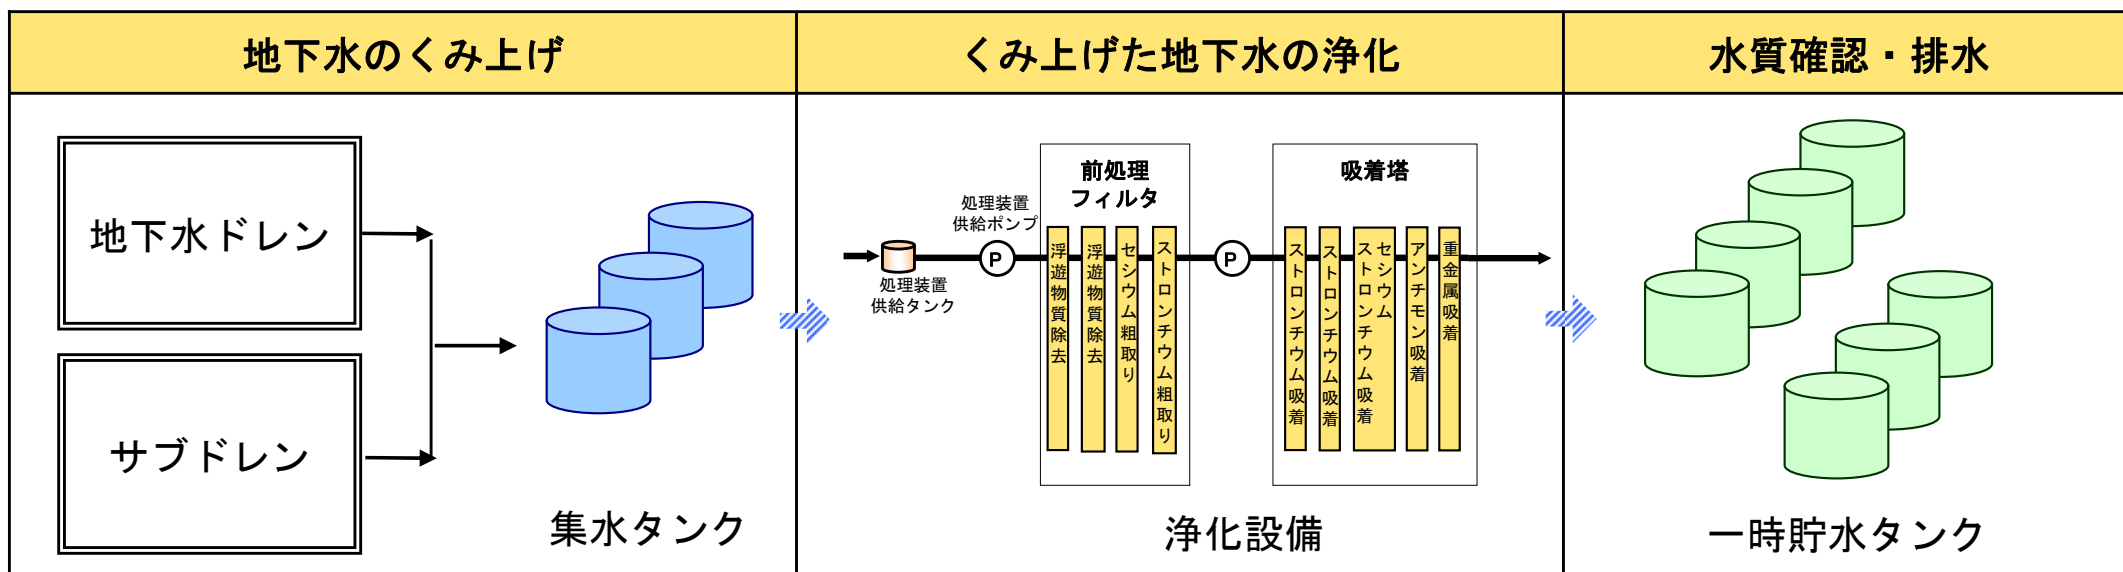 地下水のくみ上げ
くみ上げた地下水の浄化
水質確認・排水
地下水ドレン
サブドレン
集水タンク
処理装置
供給タンク
処理装置
供給ポンプ
P
前処理
フィルタ
浮遊物質除去
浮遊物質除去
セシウム粗取り
ストロンチウム粗取り
P
吸着塔
ストロンチウム吸着
ストロンチウム吸着
セシウム
ストロンチウム吸着
アンチモン吸着
重金属吸着
浄化設備
一時貯水タンク